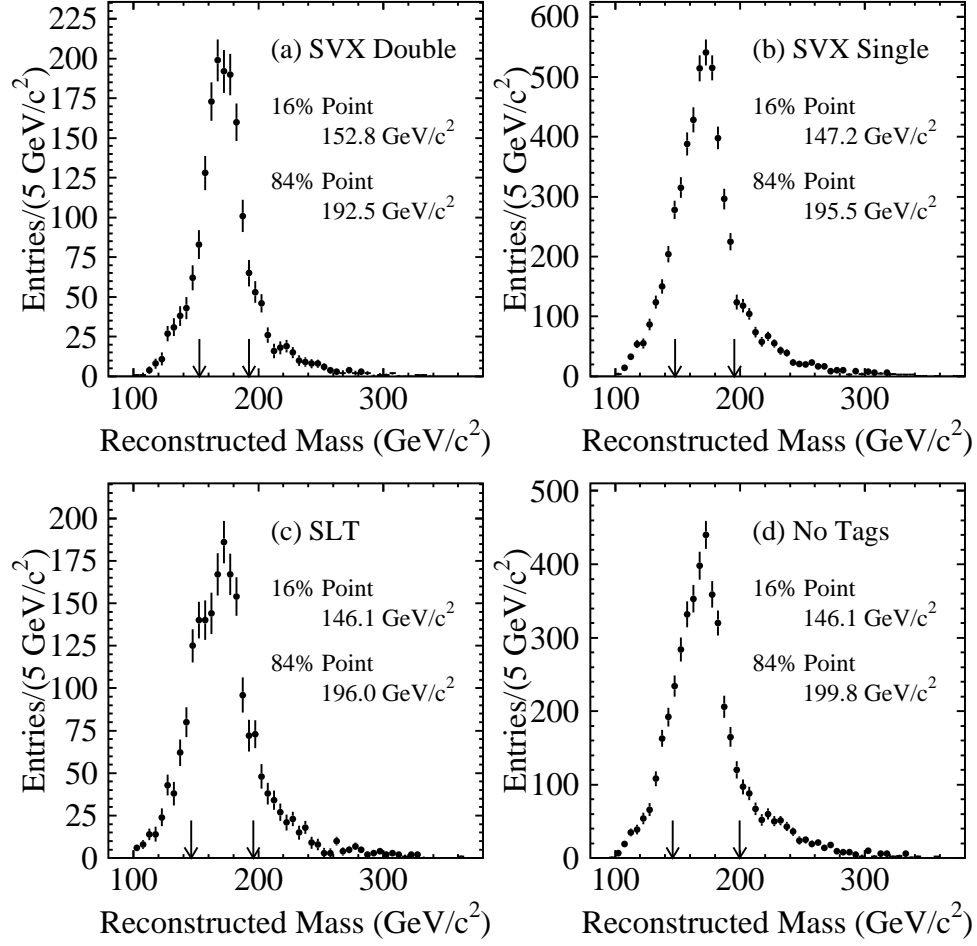 225
200
175
150
125
100
75
50
25
0
Entries/(5 GeV/c²)
(a) SVX Double
16% Point
152.8 GeV/c²
84% Point
192.5 GeV/c²
100 200 300
Reconstructed Mass (GeV/c²)
600
500
400
300
200
100
0
Entries/(5 GeV/c²)
(b) SVX Single
16% Point
147.2 GeV/c²
84% Point
195.5 GeV/c²
100 200 300
Reconstructed Mass (GeV/c²)
200
175
150
125
100
75
50
25
0
Entries/(5 GeV/c²)
(c) SLT
16% Point
146.1 GeV/c²
84% Point
196.0 GeV/c²
100 200 300
Reconstructed Mass (GeV/c²)
500
400
300
200
100
0
Entries/(5 GeV/c²)
(d) No Tags
16% Point
146.1 GeV/c²
84% Point
199.8 GeV/c²
100 200 300
Reconstructed Mass (GeV/c²)